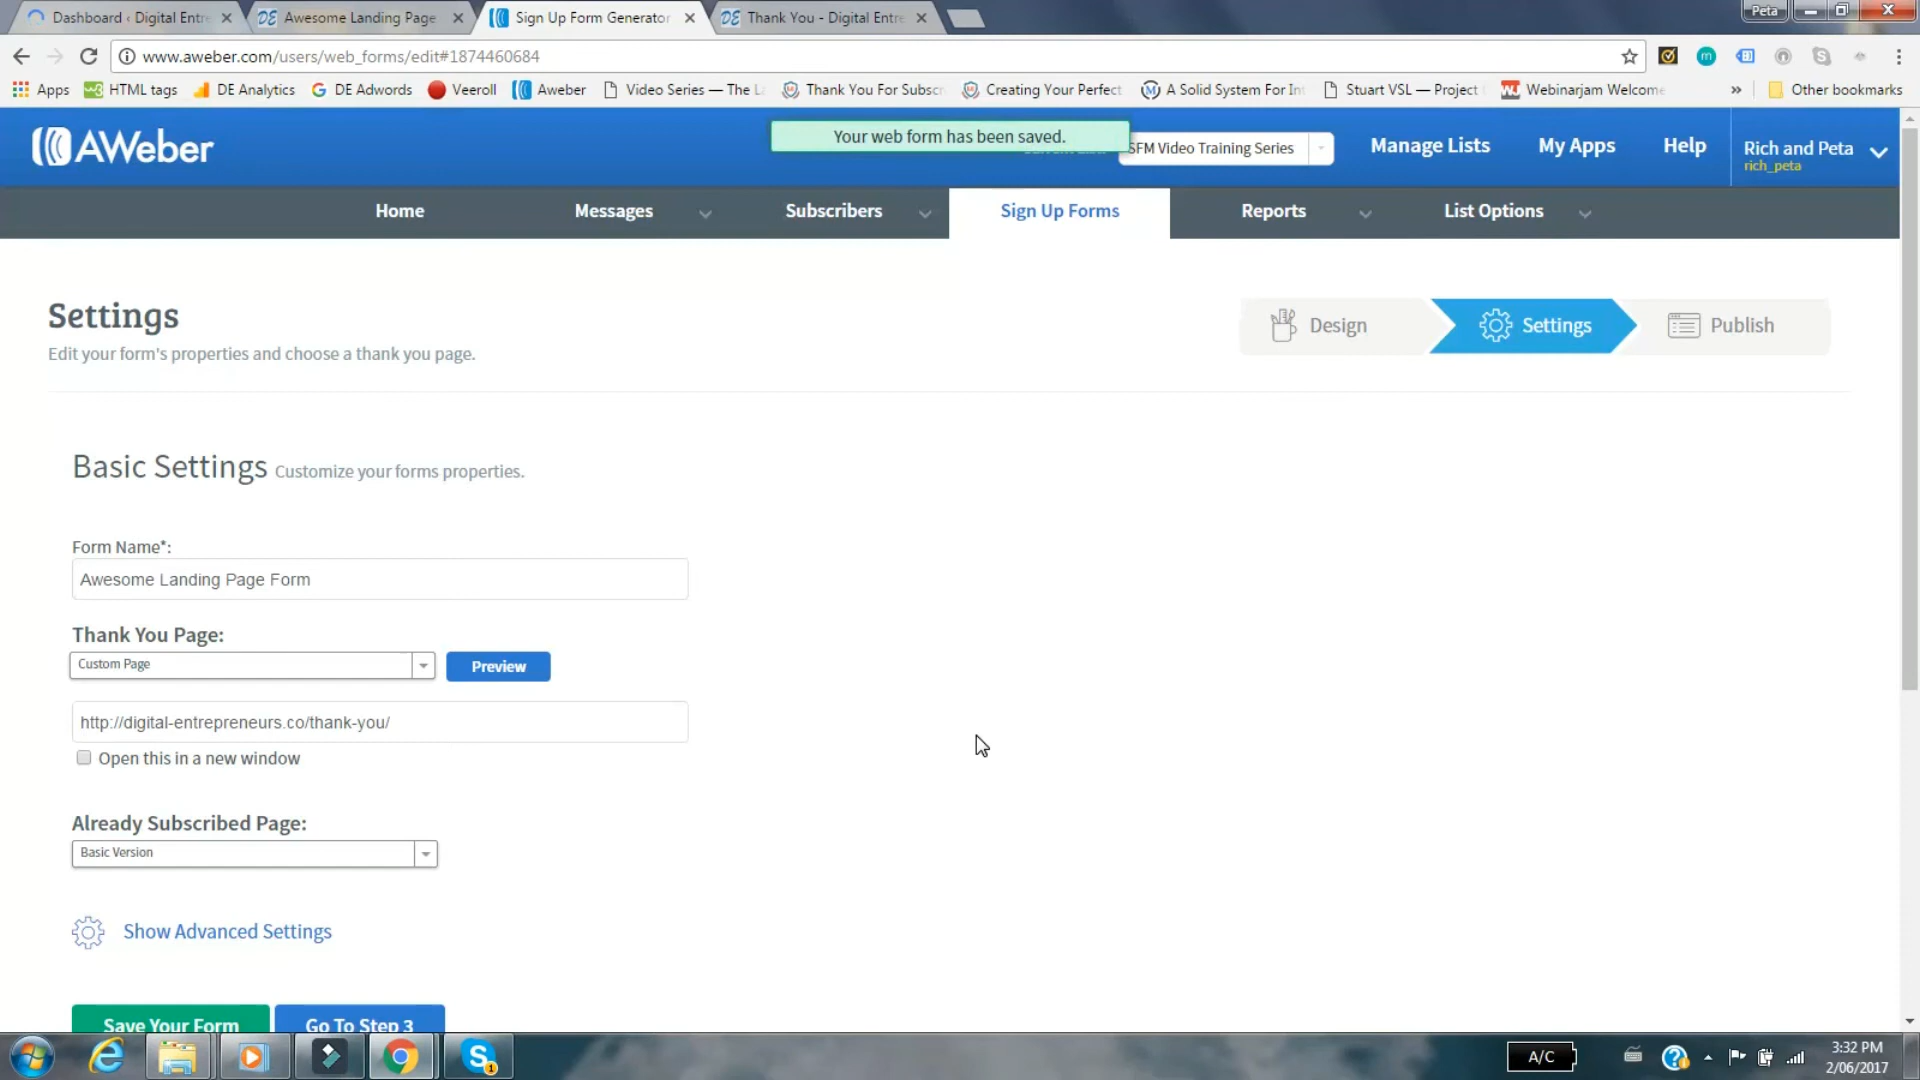 Dashboard ‹ Digital Entre
Awesome Landing Page
Sign Up Form Generator
Thank You - Digital Entre
Peta
www.aweber.com/users/web_forms/edit#1874460684
Apps
HTML tags
DE Analytics
DE Adwords
Veeroll
Aweber
Video Series — The L
Thank You For Subscr
Creating Your Perfect
A Solid System For In
Stuart VSL — Project
Webinarjam Welcome
»
Other bookmarks
AWeber
Your web form has been saved.
SFM Video Training Series
Manage Lists
My Apps
Help
Rich and Peta
rich_peta
Home
Messages
Subscribers
Sign Up Forms
Reports
List Options
Settings
Edit your form's properties and choose a thank you page.
Design
Settings
Publish
Basic Settings Customize your forms properties.
Form Name*:
Awesome Landing Page Form
Thank You Page:
Custom Page
Preview
http://digital-entrepreneurs.co/thank-you/
Open this in a new window
Already Subscribed Page:
Basic Version
Show Advanced Settings
Save Your Form
Go To Step 3
A/C
3:32 PM
2/06/2017